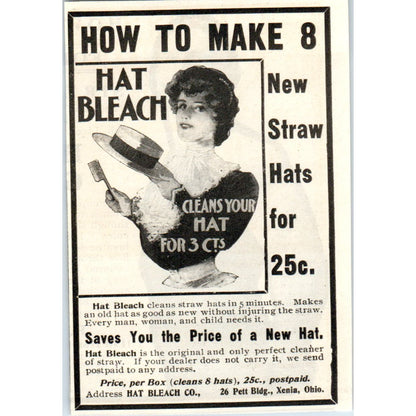 HOW TO MAKE 8
HAT
BLEACH
New
Straw
Hats
for
25c.
CLEANS YOUR
HAT
FOR 3 CTS
Hat Bleach cleans straw hats in 5 minutes. Makes
an old hat as good as new without injuring the straw.
Every man, woman, and child needs it.
Saves You the Price of a New Hat.
Hat Bleach is the original and only perfect cleaner
of straw. If your dealer does not carry it, we send
postpaid to any address.
Price, per Box (cleans 8 hats), 25c., postpaid.
Address HAT BLEACH CO., 26 Pett Bldg., Xenia, Ohio.